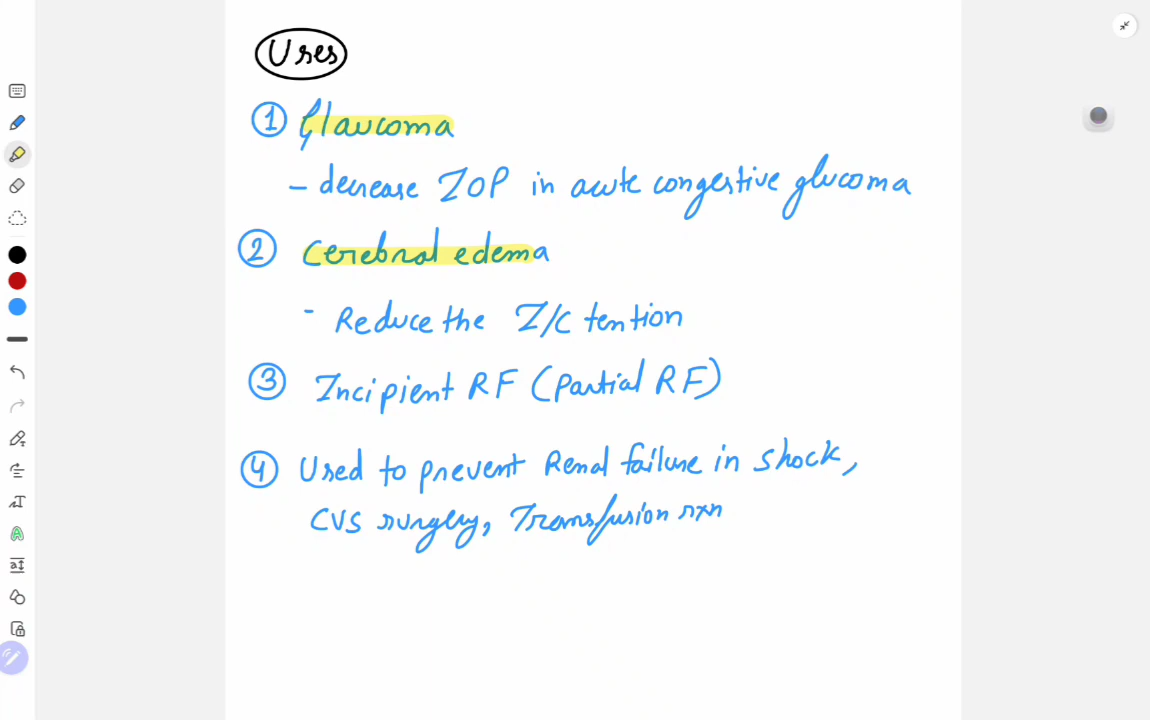 Uses
① Glaucoma
- decrease IOP in acute congestive glucoma
② Cerebral edema
- Reduce the I/C tention
③ Incipient RF (Partial RF)
④ Used to prevent Renal failure in shock,
CVS surgery, Transfusion rxn